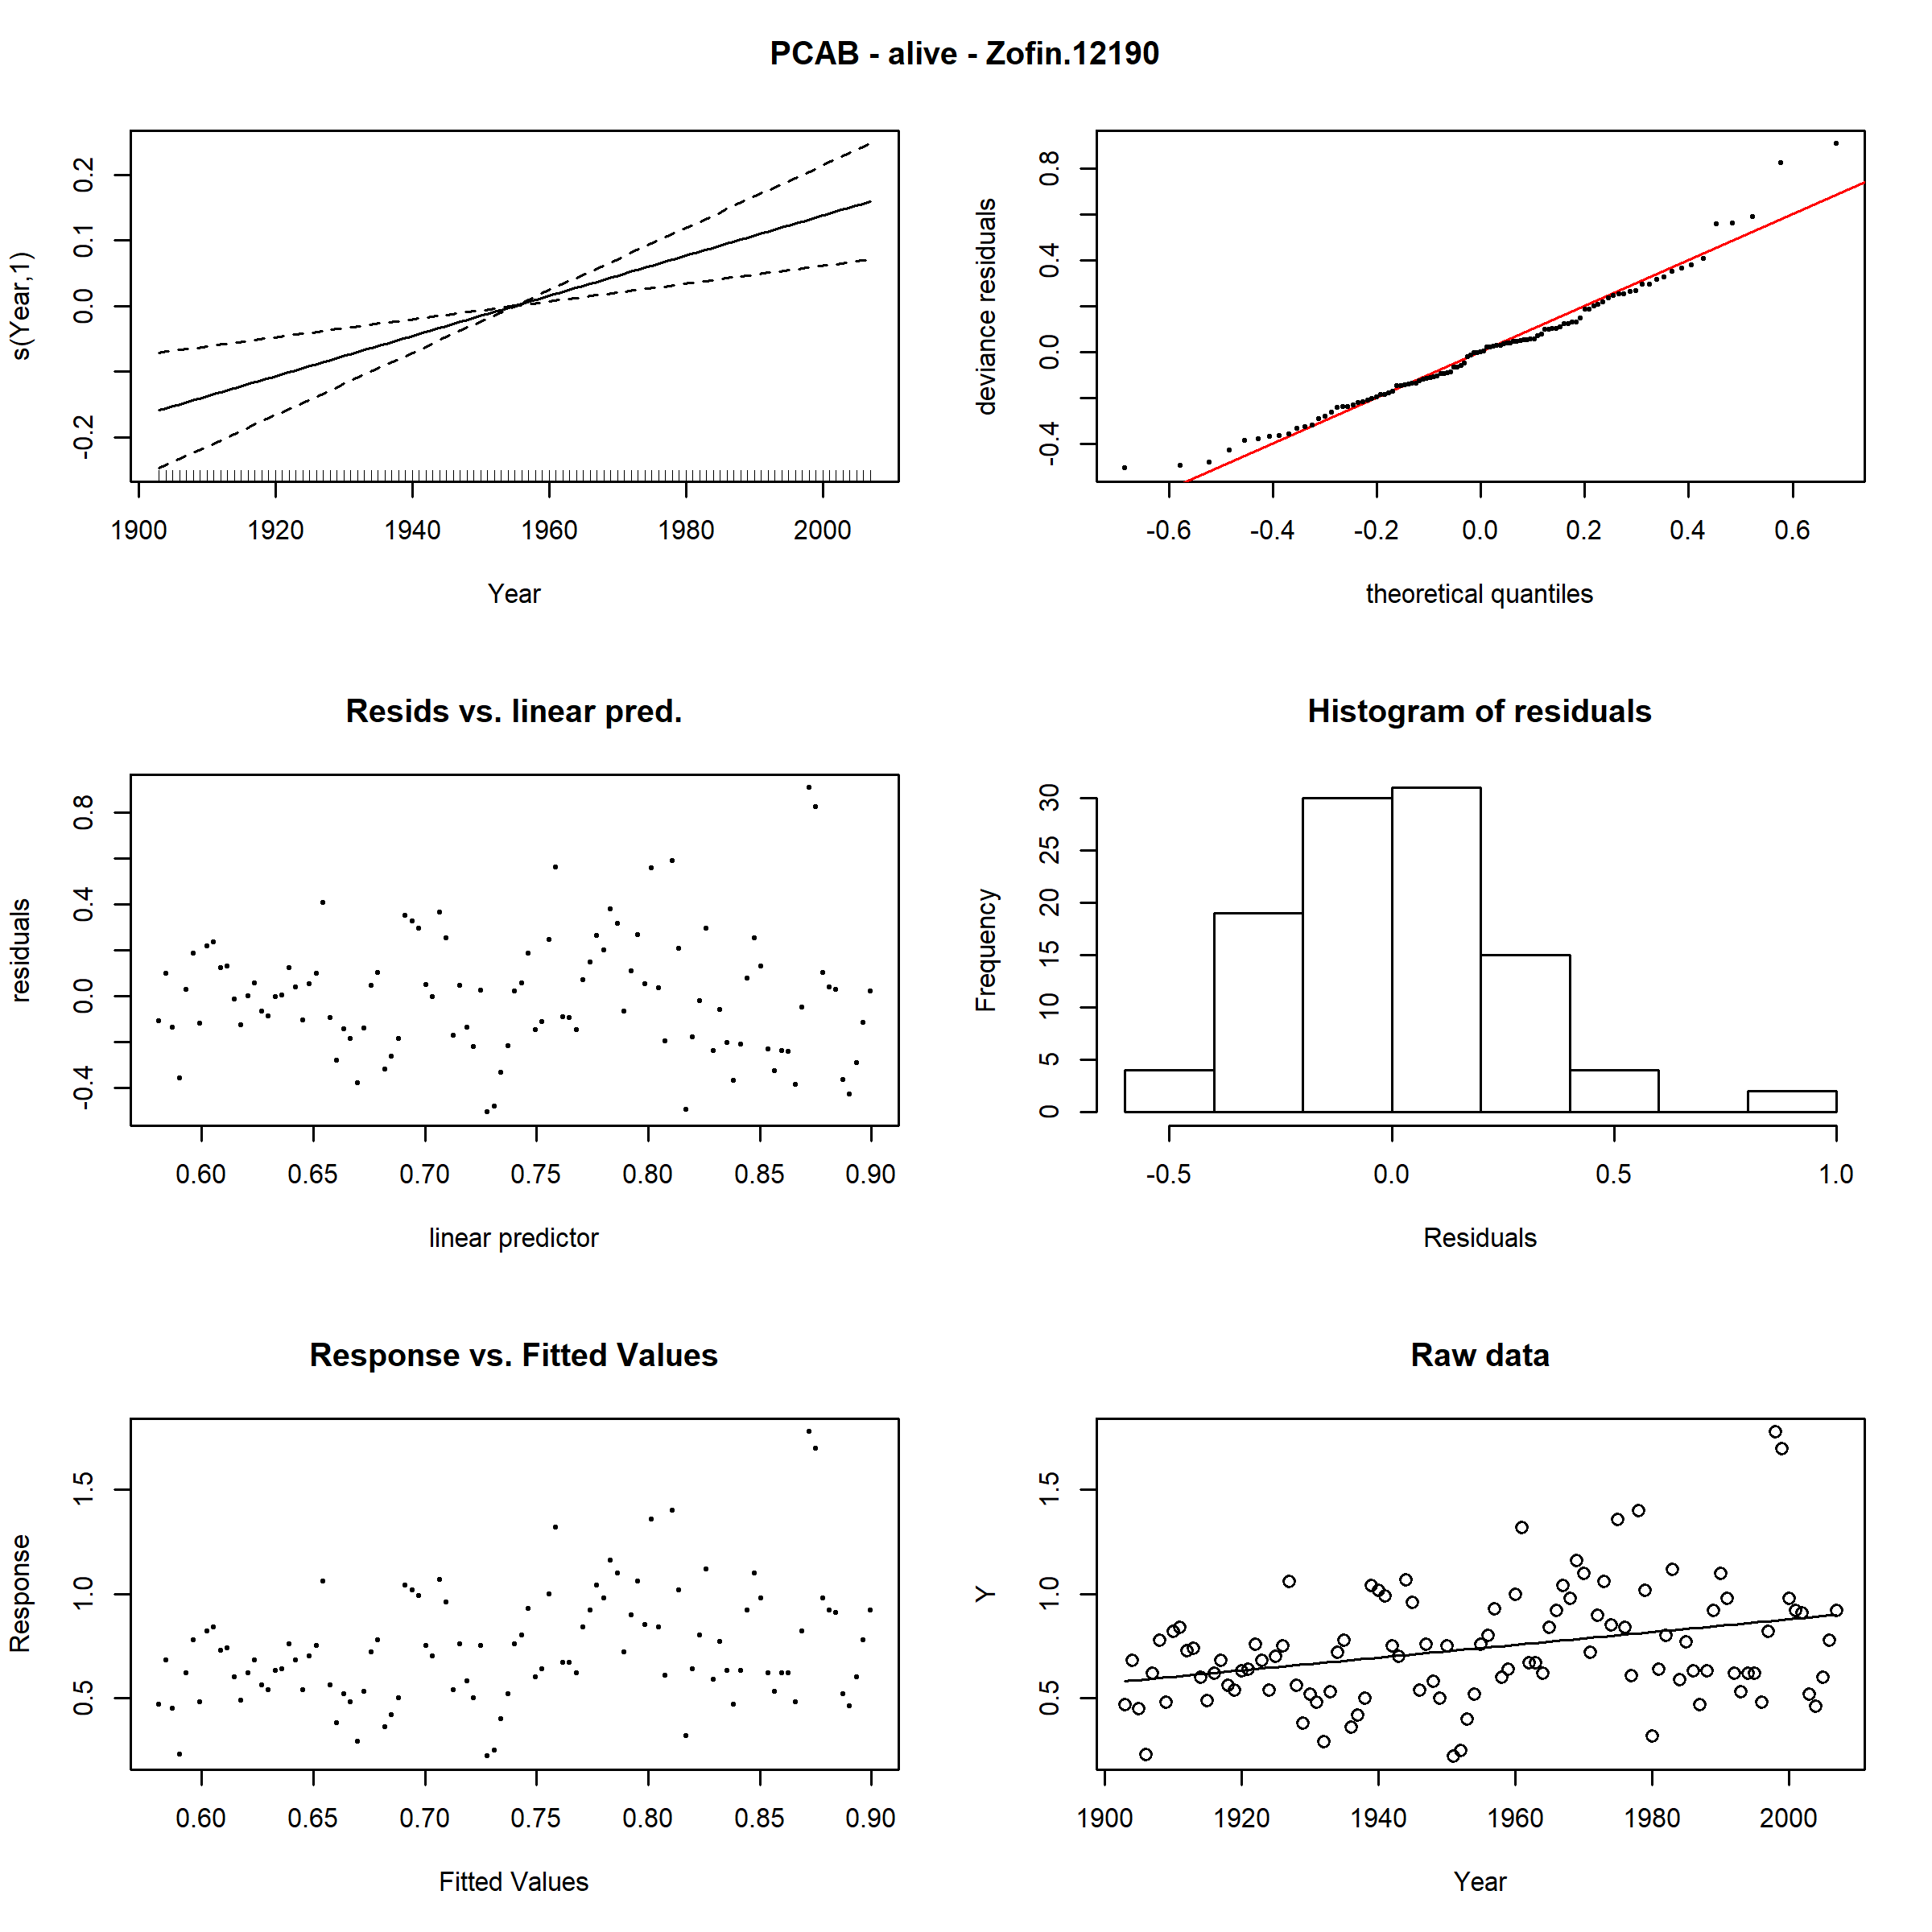 PCAB - alive - Zofin.12190
s(Year,1)
-0.2 0.0 0.1 0.2
1900 1920 1940 1960 1980 2000
Year
deviance residuals
-0.4 0.0 0.4 0.8
-0.6 -0.4 -0.2 0.0 0.2 0.4 0.6
theoretical quantiles
Resids vs. linear pred.
residuals
-0.4 0.0 0.4 0.8
0.60 0.65 0.70 0.75 0.80 0.85 0.90
linear predictor
Histogram of residuals
Frequency
0 5 10 15 20 25 30
-0.5 0.0 0.5 1.0
Residuals
Response vs. Fitted Values
Response
0.5 1.0 1.5
0.60 0.65 0.70 0.75 0.80 0.85 0.90
Fitted Values
Raw data
Y
0.5 1.0 1.5
1900 1920 1940 1960 1980 2000
Year